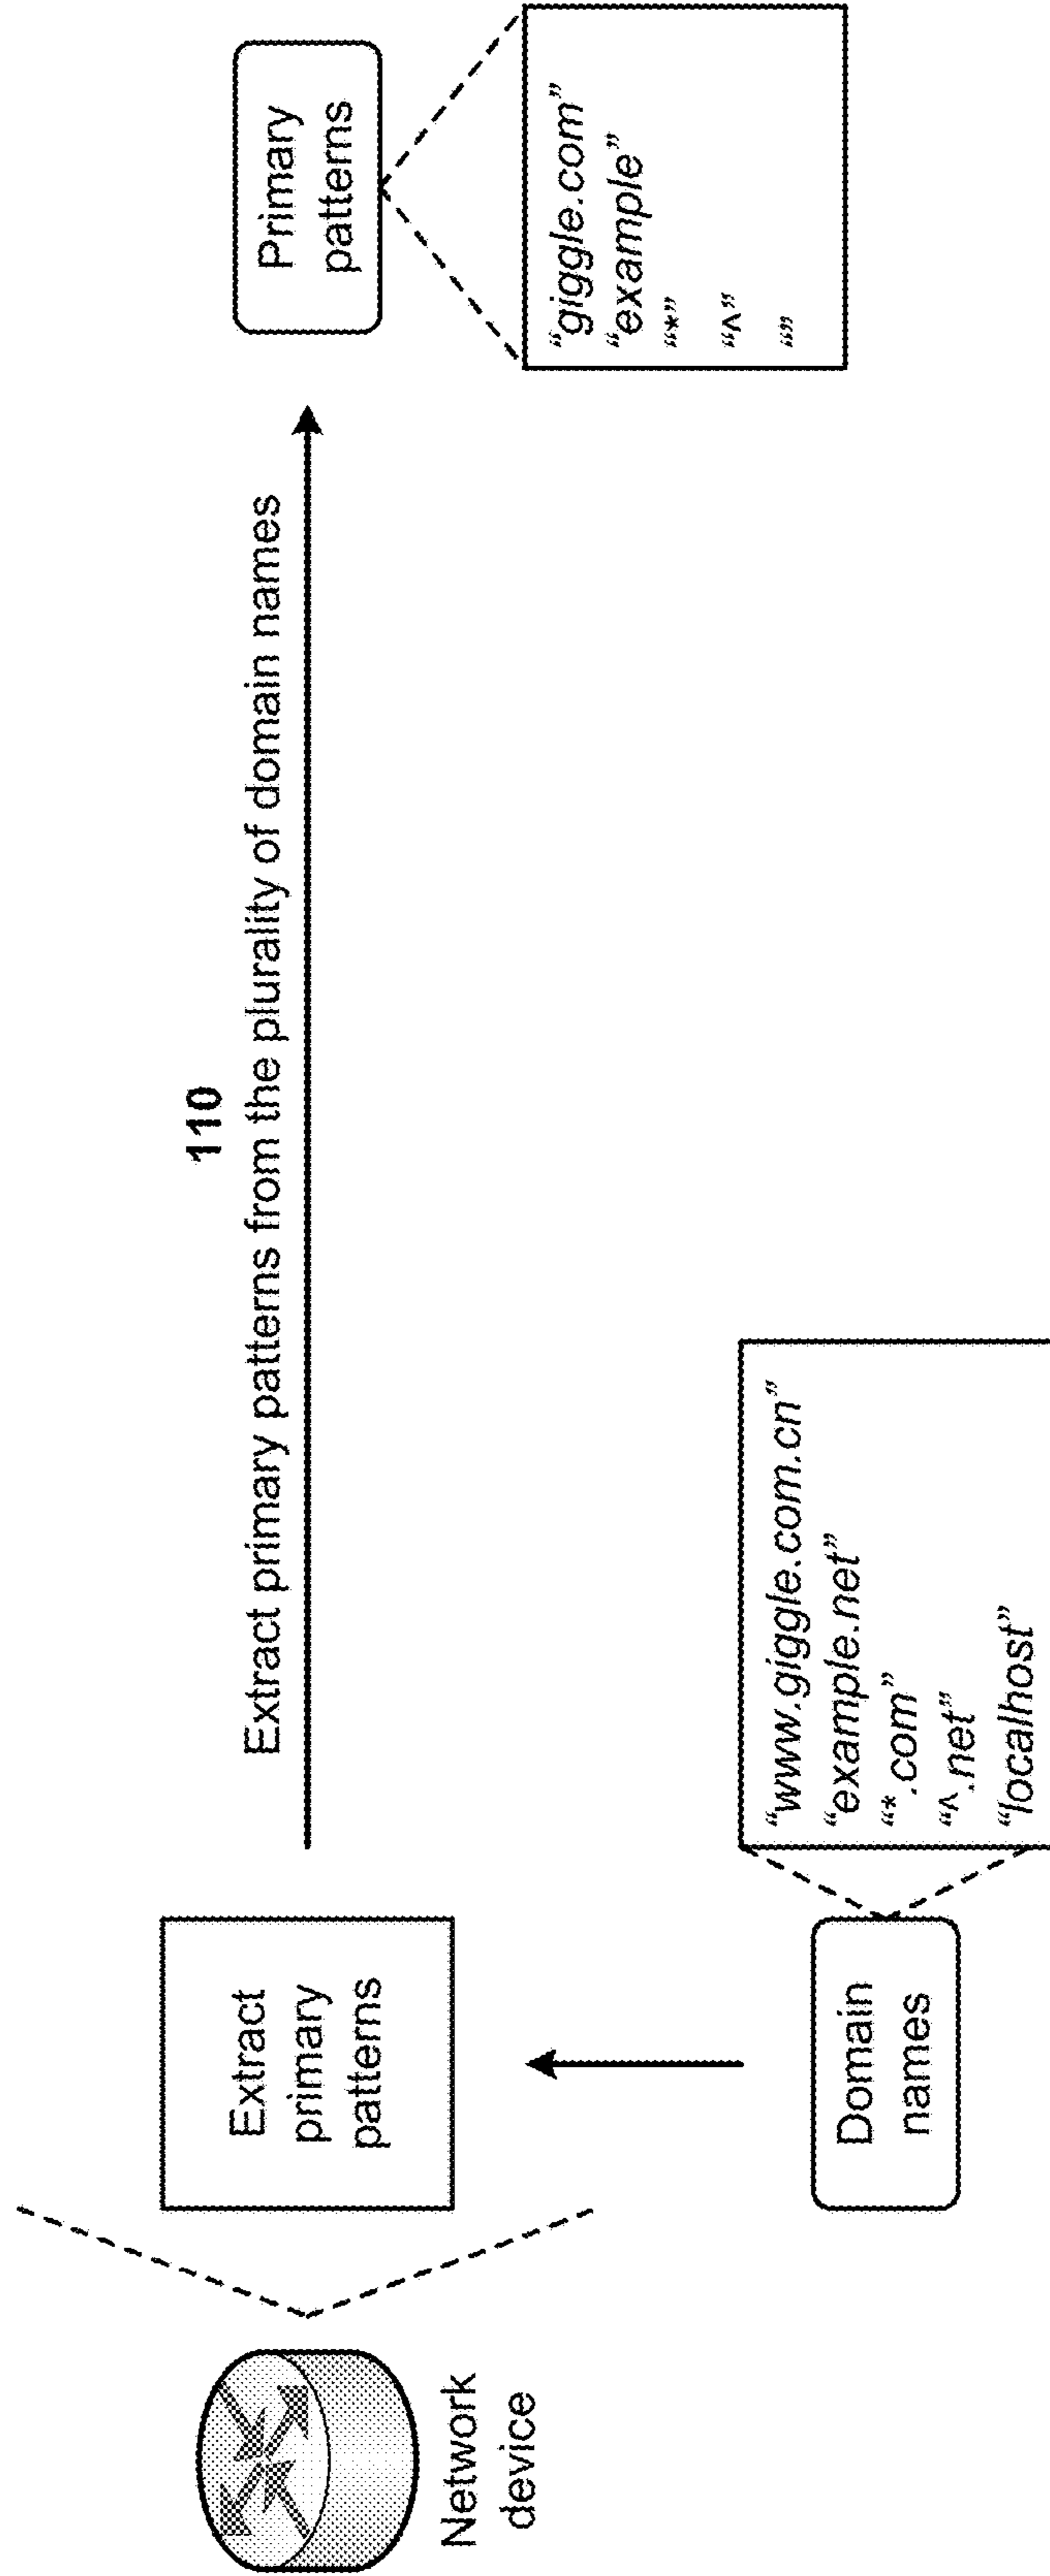 110
Extract primary patterns from the plurality of domain names
Network
device
Extract
primary
patterns
Primary
patterns
“giggle.com”
“example”
“*”
“^”
“”
Domain
names
“www.giggle.com.cn”
“example.net”
“*.com”
“^.net”
“localhost”